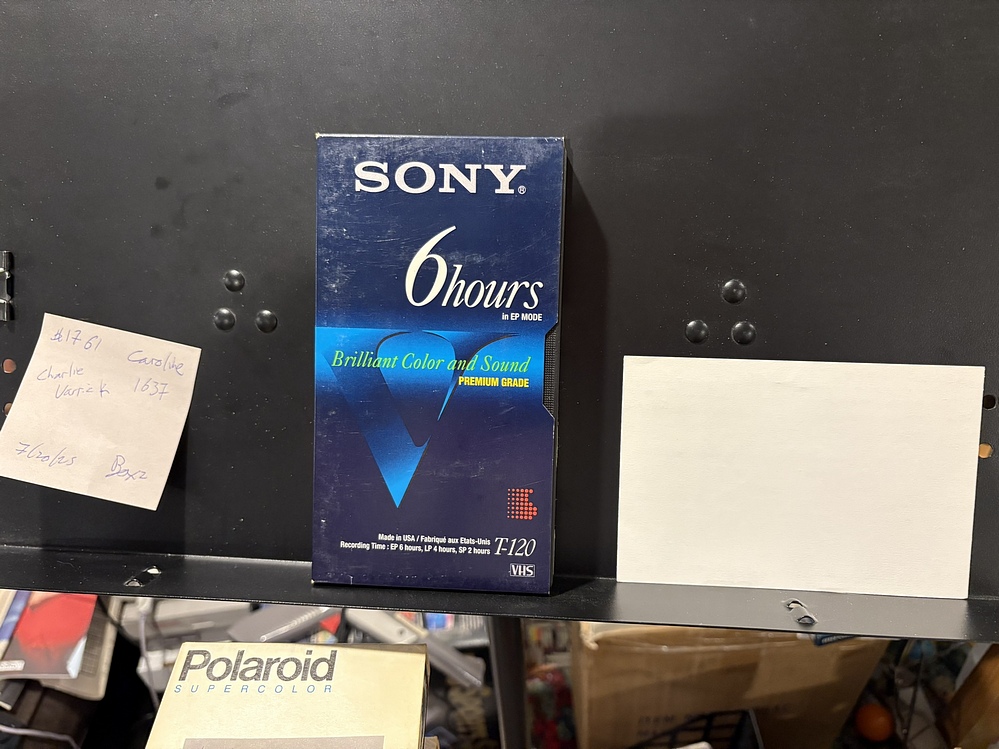 $1761
Caroline
Charlie
1637
7/20/25
Box 2
SONY®
6hours
in EP MODE
Brilliant Color and Sound
PREMIUM GRADE
Made in USA / Fabriqué aux Etats-Unis
Recording Time : EP 6 hours, LP 4 hours, SP 2 hours T-120
VHS
Polaroid
SUPERCOLOR